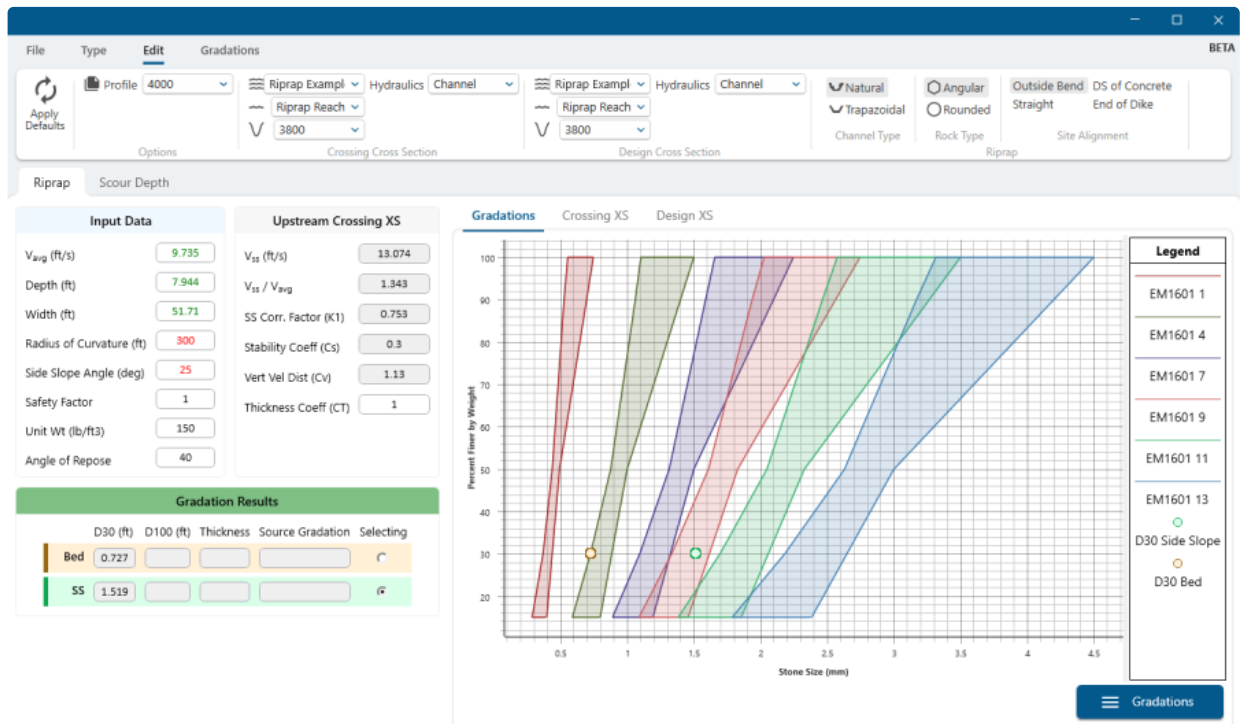 File Type Edit Gradations BETA
Apply Defaults
Profile 4000
Options
Riprap Exampl Hydraulics Channel
Riprap Reach
3800
Crossing Cross Section
Riprap Exampl Hydraulics Channel
Riprap Reach
3800
Design Cross Section
Natural
Trapazoidal
Channel Type
Angular
Rounded
Rock Type
Outside Bend DS of Concrete
Straight End of Dike
Site Alignment
Riprap
Riprap Scour Depth
Input Data
Vavg (ft/s) 9.735
Depth (ft) 7.944
Width (ft) 51.71
Radius of Curvature (ft) 300
Side Slope Angle (deg) 25
Safety Factor 1
Unit Wt (lb/ft3) 150
Angle of Repose 40
Upstream Crossing XS
Vss (ft/s) 13.074
Vss / Vavg 1.343
SS Corr. Factor (K1) 0.753
Stability Coeff (Cs) 0.3
Vert Vel Dist (Cv) 1.13
Thickness Coeff (CT) 1
Gradation Results
D30 (ft) D100 (ft) Thickness Source Gradation Selecting
Bed 0.727
SS 1.519
Gradations Crossing XS Design XS
Percent Finer by Weight
100
90
80
70
60
50
40
30
20
0.5 1 1.5 2 2.5 3 3.5 4 4.5
Stone Size (mm)
Legend
EM1601 1
EM1601 4
EM1601 7
EM1601 9
EM1601 11
EM1601 13
D30 Side Slope
D30 Bed
Gradations